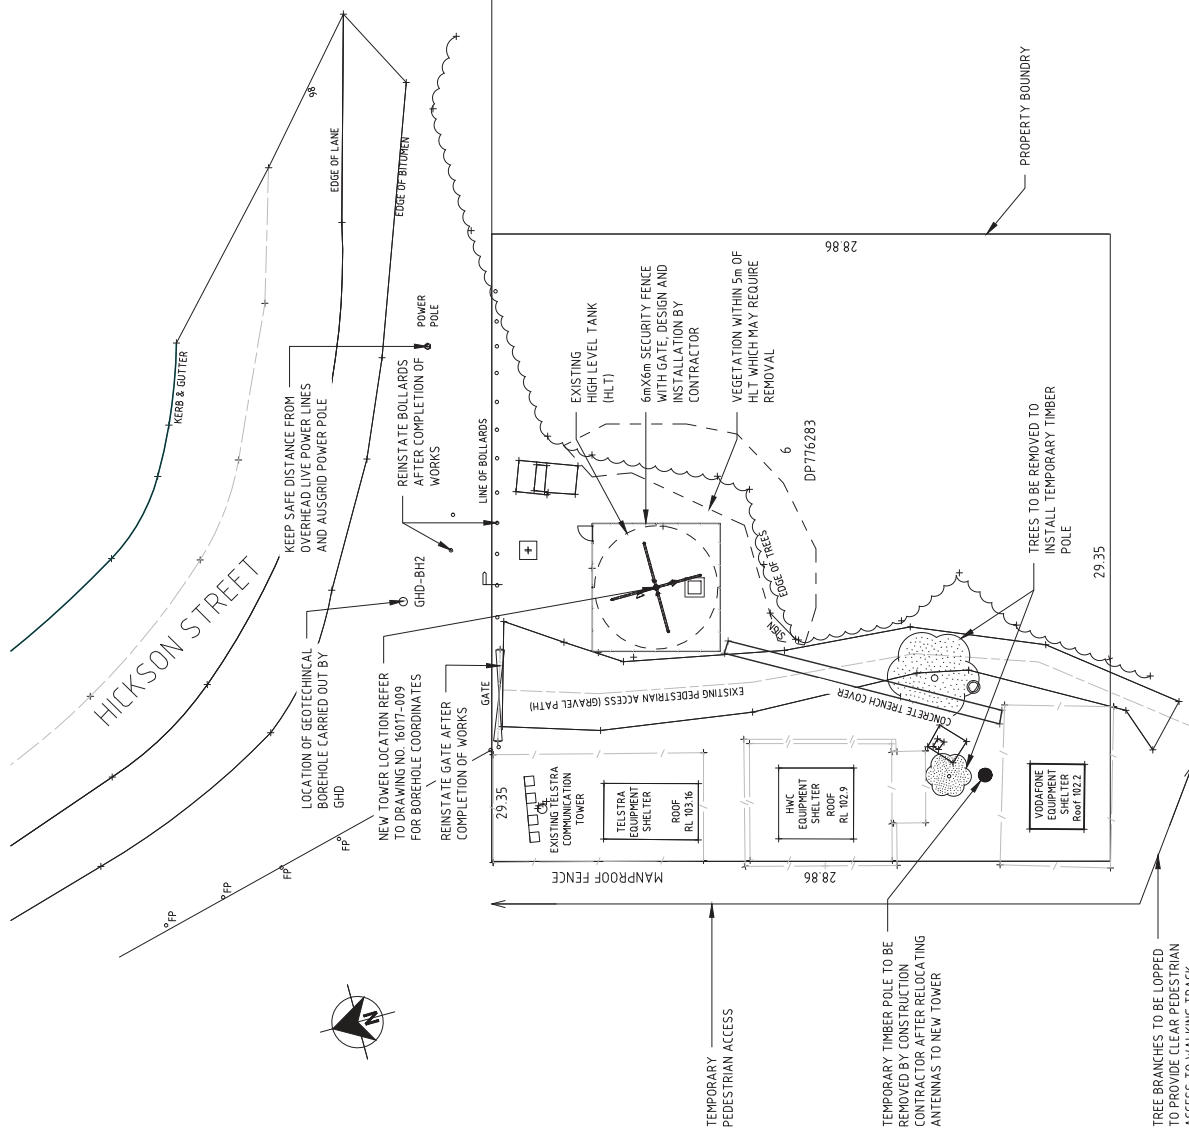 98
EDGE OF LANE
EDGE OF BITUMEN
KERB & GUTTER
HICKSON STREET
PROPERTY BOUNDRY
28.86
POWER
POLE
KEEP SAFE DISTANCE FROM
OVERHEAD LIVE POWER LINES
AND AUSGRID POWER POLE
REINSTATE BOLLARDS
AFTER COMPLETION OF
WORKS
LINE OF BOLLARDS
EXISTING
HIGH LEVEL TANK
(HLT)
6mX6m SECURITY FENCE
WITH GATE, DESIGN AND
INSTALLATION BY
CONTRACTOR
VEGETATION WITHIN 5m OF
HLT WHICH MAY REQUIRE
REMOVAL
6
DP776283
TREES TO BE REMOVED TO
INSTALL TEMPORARY TIMBER
POLE
29.35
GHD-BH2
LOCATION OF GEOTECHINCAL
BOREHOLE CARRIED OUT BY
GHD
NEW TOWER LOCATION REFER
TO DRAWING NO. 16017-009
FOR BOREHOLE COORDINATES
REINSTATE GATE AFTER
COMPLETION OF WORKS
GATE
EDGE OF TREES
SIGN
EXISTING PEDESTRIAN ACCESS (GRAVEL PATH)
CONCRETE TRENCH COVER
29.35
EXISTING TELSTRA
COMMUNICATION
TOWER
TELSTRA
EQUIPMENT
SHELTER
ROOF
RL 103.16
HWC
EQUIPMENT
SHELTER
ROOF
RL 102.9
VODAFONE
EQUIPMENT
SHELTER
Roof 102.2
MANPROOF FENCE
28.86
FP
FP
FP
FP
N
TEMPORARY
PEDESTRIAN ACCESS
TEMPORARY TIMBER POLE TO BE
REMOVED BY CONSTRUCTION
CONTRACTOR AFTER RELOCATING
ANTENNAS TO NEW TOWER
TREE BRANCHES TO BE LOPPED
TO PROVIDE CLEAR PEDESTRIAN
ACCESS TO WALKING TRACK